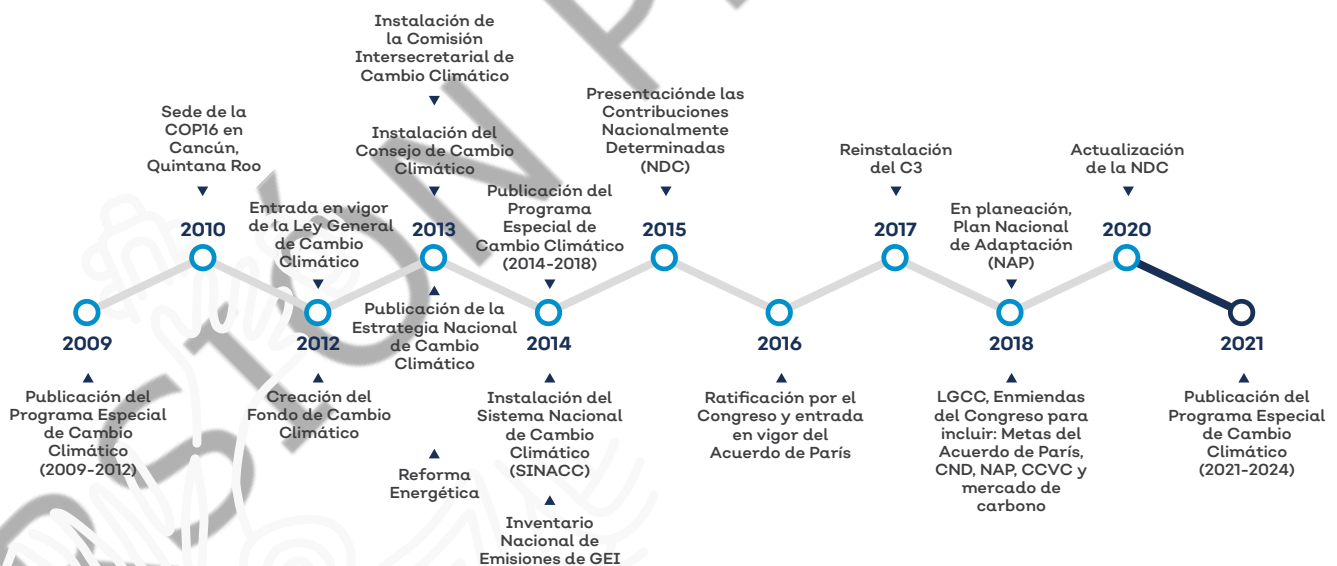 2009
Publicación del
Programa Especial
de Cambio
Climático
(2009-2012)
Sede de la
COP16 en
Cancún,
Quintana Roo
2010
Entrada en vigor
de la Ley General
de Cambio
Climático
2012
Creación del
Fondo de Cambio
Climático
Instalación de
la Comisión
Intersecretarial de
Cambio Climático
Instalación del
Consejo de Cambio
Climático
2013
Publicación de la
Estrategia Nacional
de Cambio
Climático
Reforma
Energética
Publicación del
Programa
Especial de
Cambio Climático
(2014-2018)
2014
Instalación del
Sistema Nacional
de Cambio
Climático
(SINACC)
Inventario
Nacional de
Emisiones de GEI
Presentaciónde las
Contribuciones
Nacionalmente
Determinadas
(NDC)
2015
2016
Ratificación por el
Congreso y entrada
en vigor del
Acuerdo de París
Reinstalación
del C3
2017
En planeación,
Plan Nacional
de Adaptación
(NAP)
2018
LGCC, Enmiendas
del Congreso para
incluir: Metas del
Acuerdo de París,
CND, NAP, CCVC y
mercado de
carbono
Actualización
de la NDC
2020
2021
Publicación del
Programa Especial
de Cambio
Climático
(2021-2024)